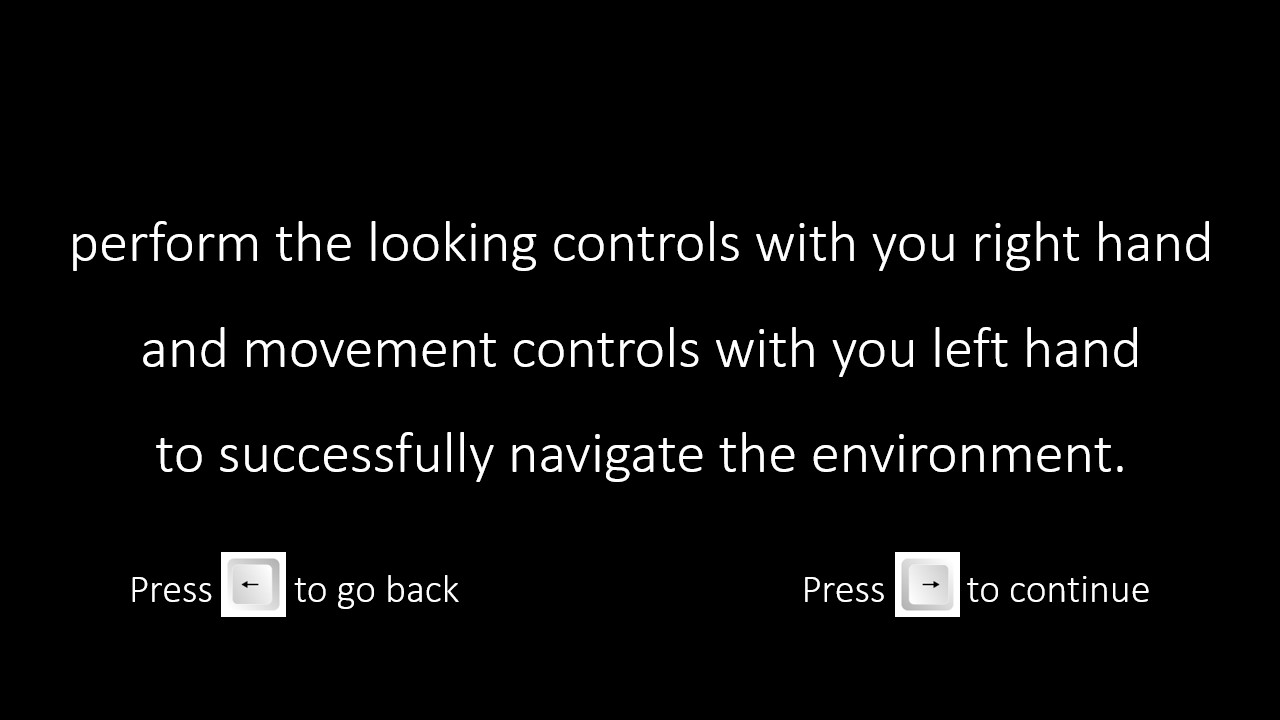 perform the looking controls with you right hand
and movement controls with you left hand
to successfully navigate the environment.
Press ← to go back
Press → to continue